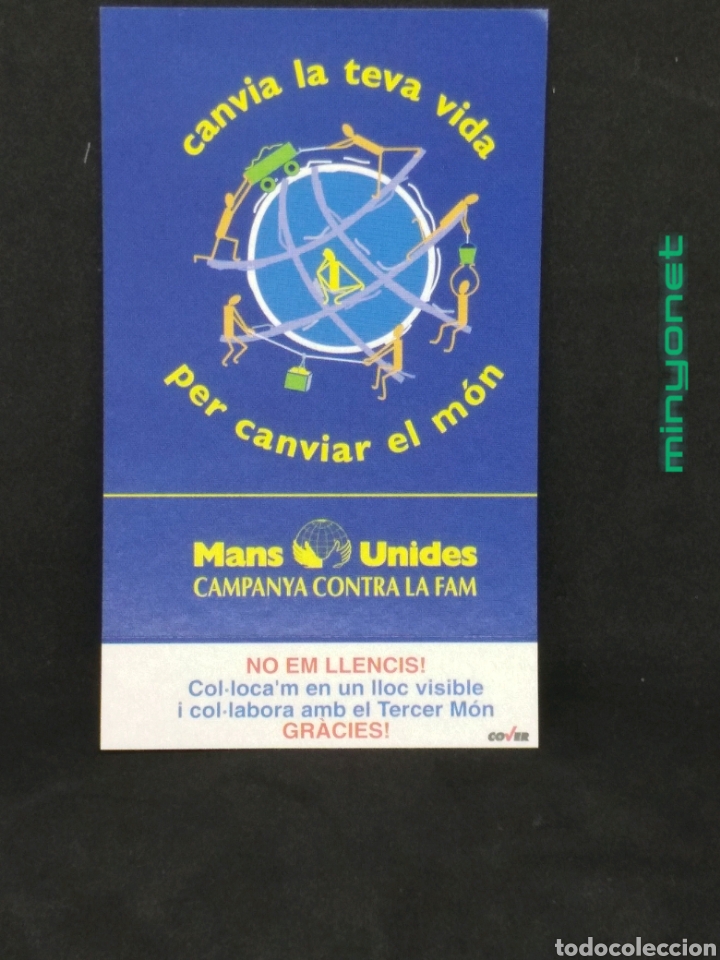 canvia la teva vida
per canviar el món
Mans Unides
CAMPANYA CONTRA LA FAM
NO EM LLENCIS!
Col·loca'm en un lloc visible
i col·labora amb el Tercer Món
GRÀCIES!
COVER
minyonet
todocoleccion